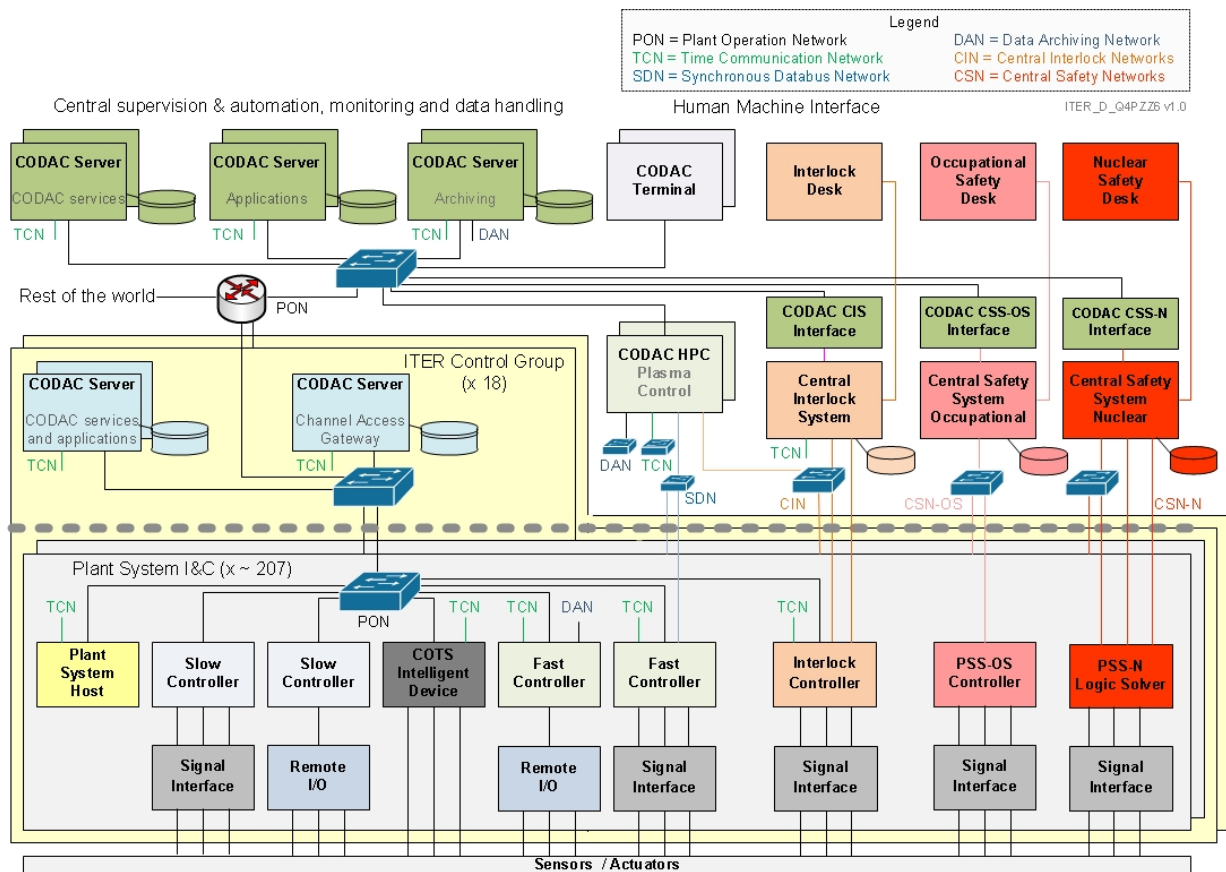 Legend
PON = Plant Operation Network
DAN = Data Archiving Network
TCN = Time Communication Network
CIN = Central Interlock Networks
SDN = Synchronous Databus Network
CSN = Central Safety Networks
Central supervision & automation, monitoring and data handling
Human Machine Interface
ITER_D_Q4PZZ6 v1.0
CODAC Server
CODAC services
TCN
CODAC Server
Applications
TCN
CODAC Server
Archiving
TCN
DAN
CODAC
Terminal
Interlock
Desk
Occupational
Safety
Desk
Nuclear
Safety
Desk
Rest of the world
PON
CODAC CIS
Interface
CODAC CSS-OS
Interface
CODAC CSS-N
Interface
ITER Control Group
(x 18)
CODAC Server
CODAC services
and applications
TCN
CODAC Server
Channel Access
Gateway
TCN
CODAC HPC
Plasma
Control
DAN
TCN
SDN
Central
Interlock
System
TCN
CIN
Central Safety
System
Occupational
CSN-OS
Central Safety
System
Nuclear
CSN-N
Plant System I&C (x ~ 207)
PON
TCN
Plant
System
Host
Slow
Controller
Slow
Controller
TCN
COTS
Intelligent
Device
TCN
DAN
Fast
Controller
TCN
Fast
Controller
TCN
Interlock
Controller
PSS-OS
Controller
PSS-N
Logic Solver
Signal
Interface
Remote
I/O
Remote
I/O
Signal
Interface
Signal
Interface
Signal
Interface
Signal
Interface
Sensors / Actuators